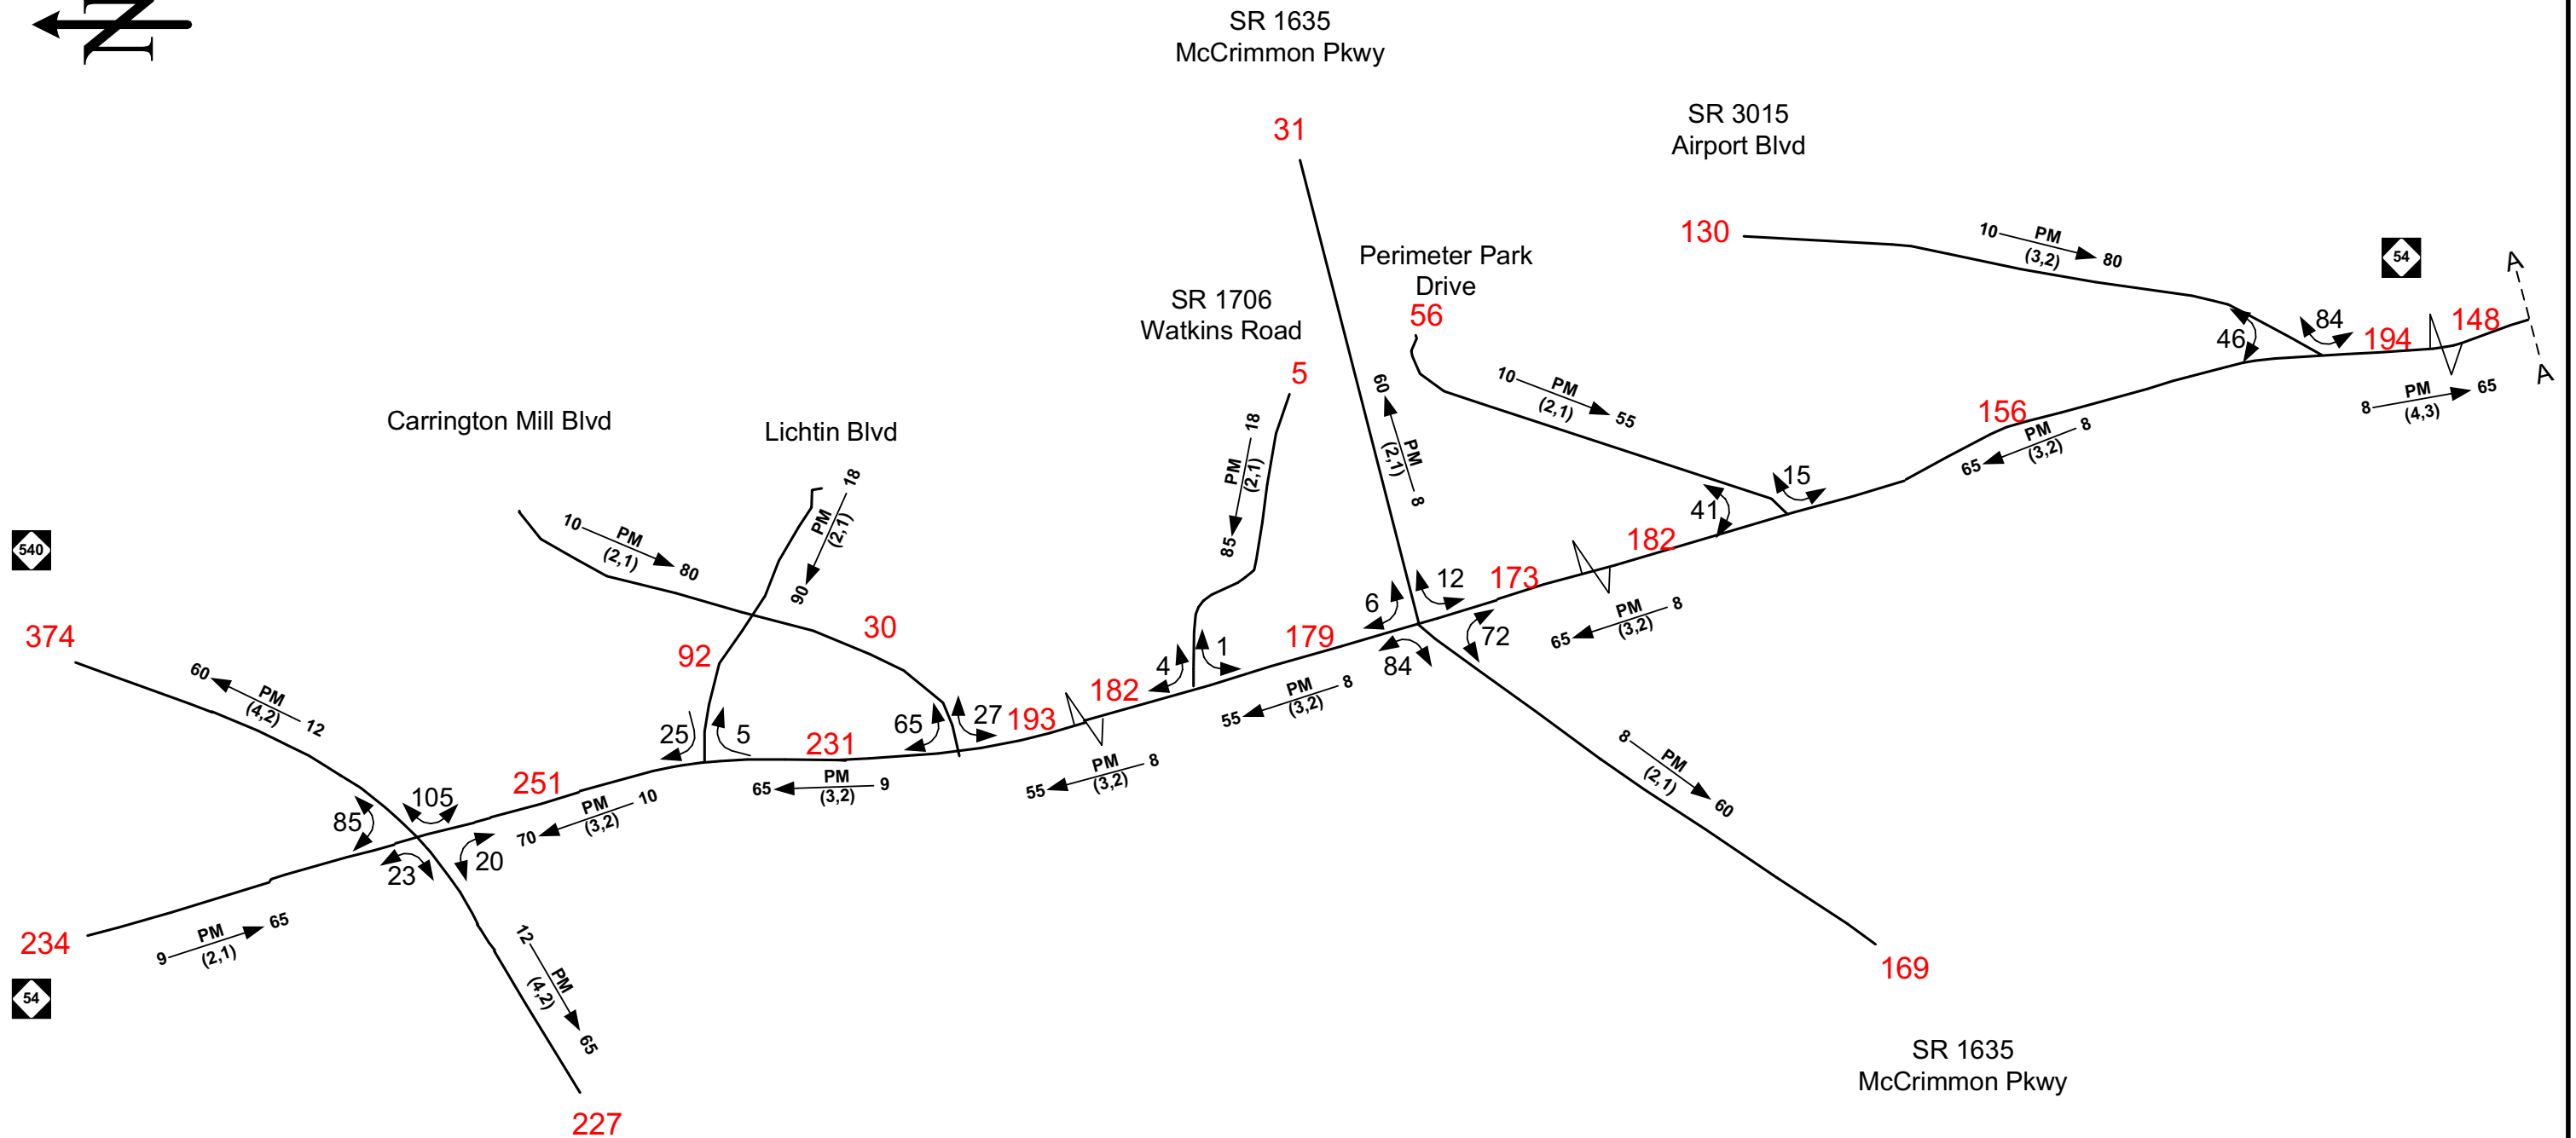 N
SR 1635
McCrimmon Pkwy
31
SR 3015
Airport Blvd
130
10 PM 80
(3,2)
54
A
A
84
46
194
148
8 PM 65
(4,3)
156
8 PM 65
(3,2)
Perimeter Park
Drive
56
10 PM 55
(2,1)
15
41
182
SR 1706
Watkins Road
5
18 PM 85
(2,1)
60 PM 8
(2,1)
Carrington Mill Blvd
Lichtin Blvd
18 PM 90
(2,1)
10 PM 80
(2,1)
540
374
60 PM 12
(4,2)
92
30
25
5
231
65
27
193
182
4
1
179
6
12
173
72
84
8 PM 65
(3,2)
8 PM 55
(3,2)
8 PM 55
(3,2)
9 PM 65
(3,2)
251
10 PM 70
(3,2)
105
85
23
20
234
9 PM 65
(2,1)
54
12 PM 65
(4,2)
227
8 PM 60
(2,1)
169
SR 1635
McCrimmon Pkwy